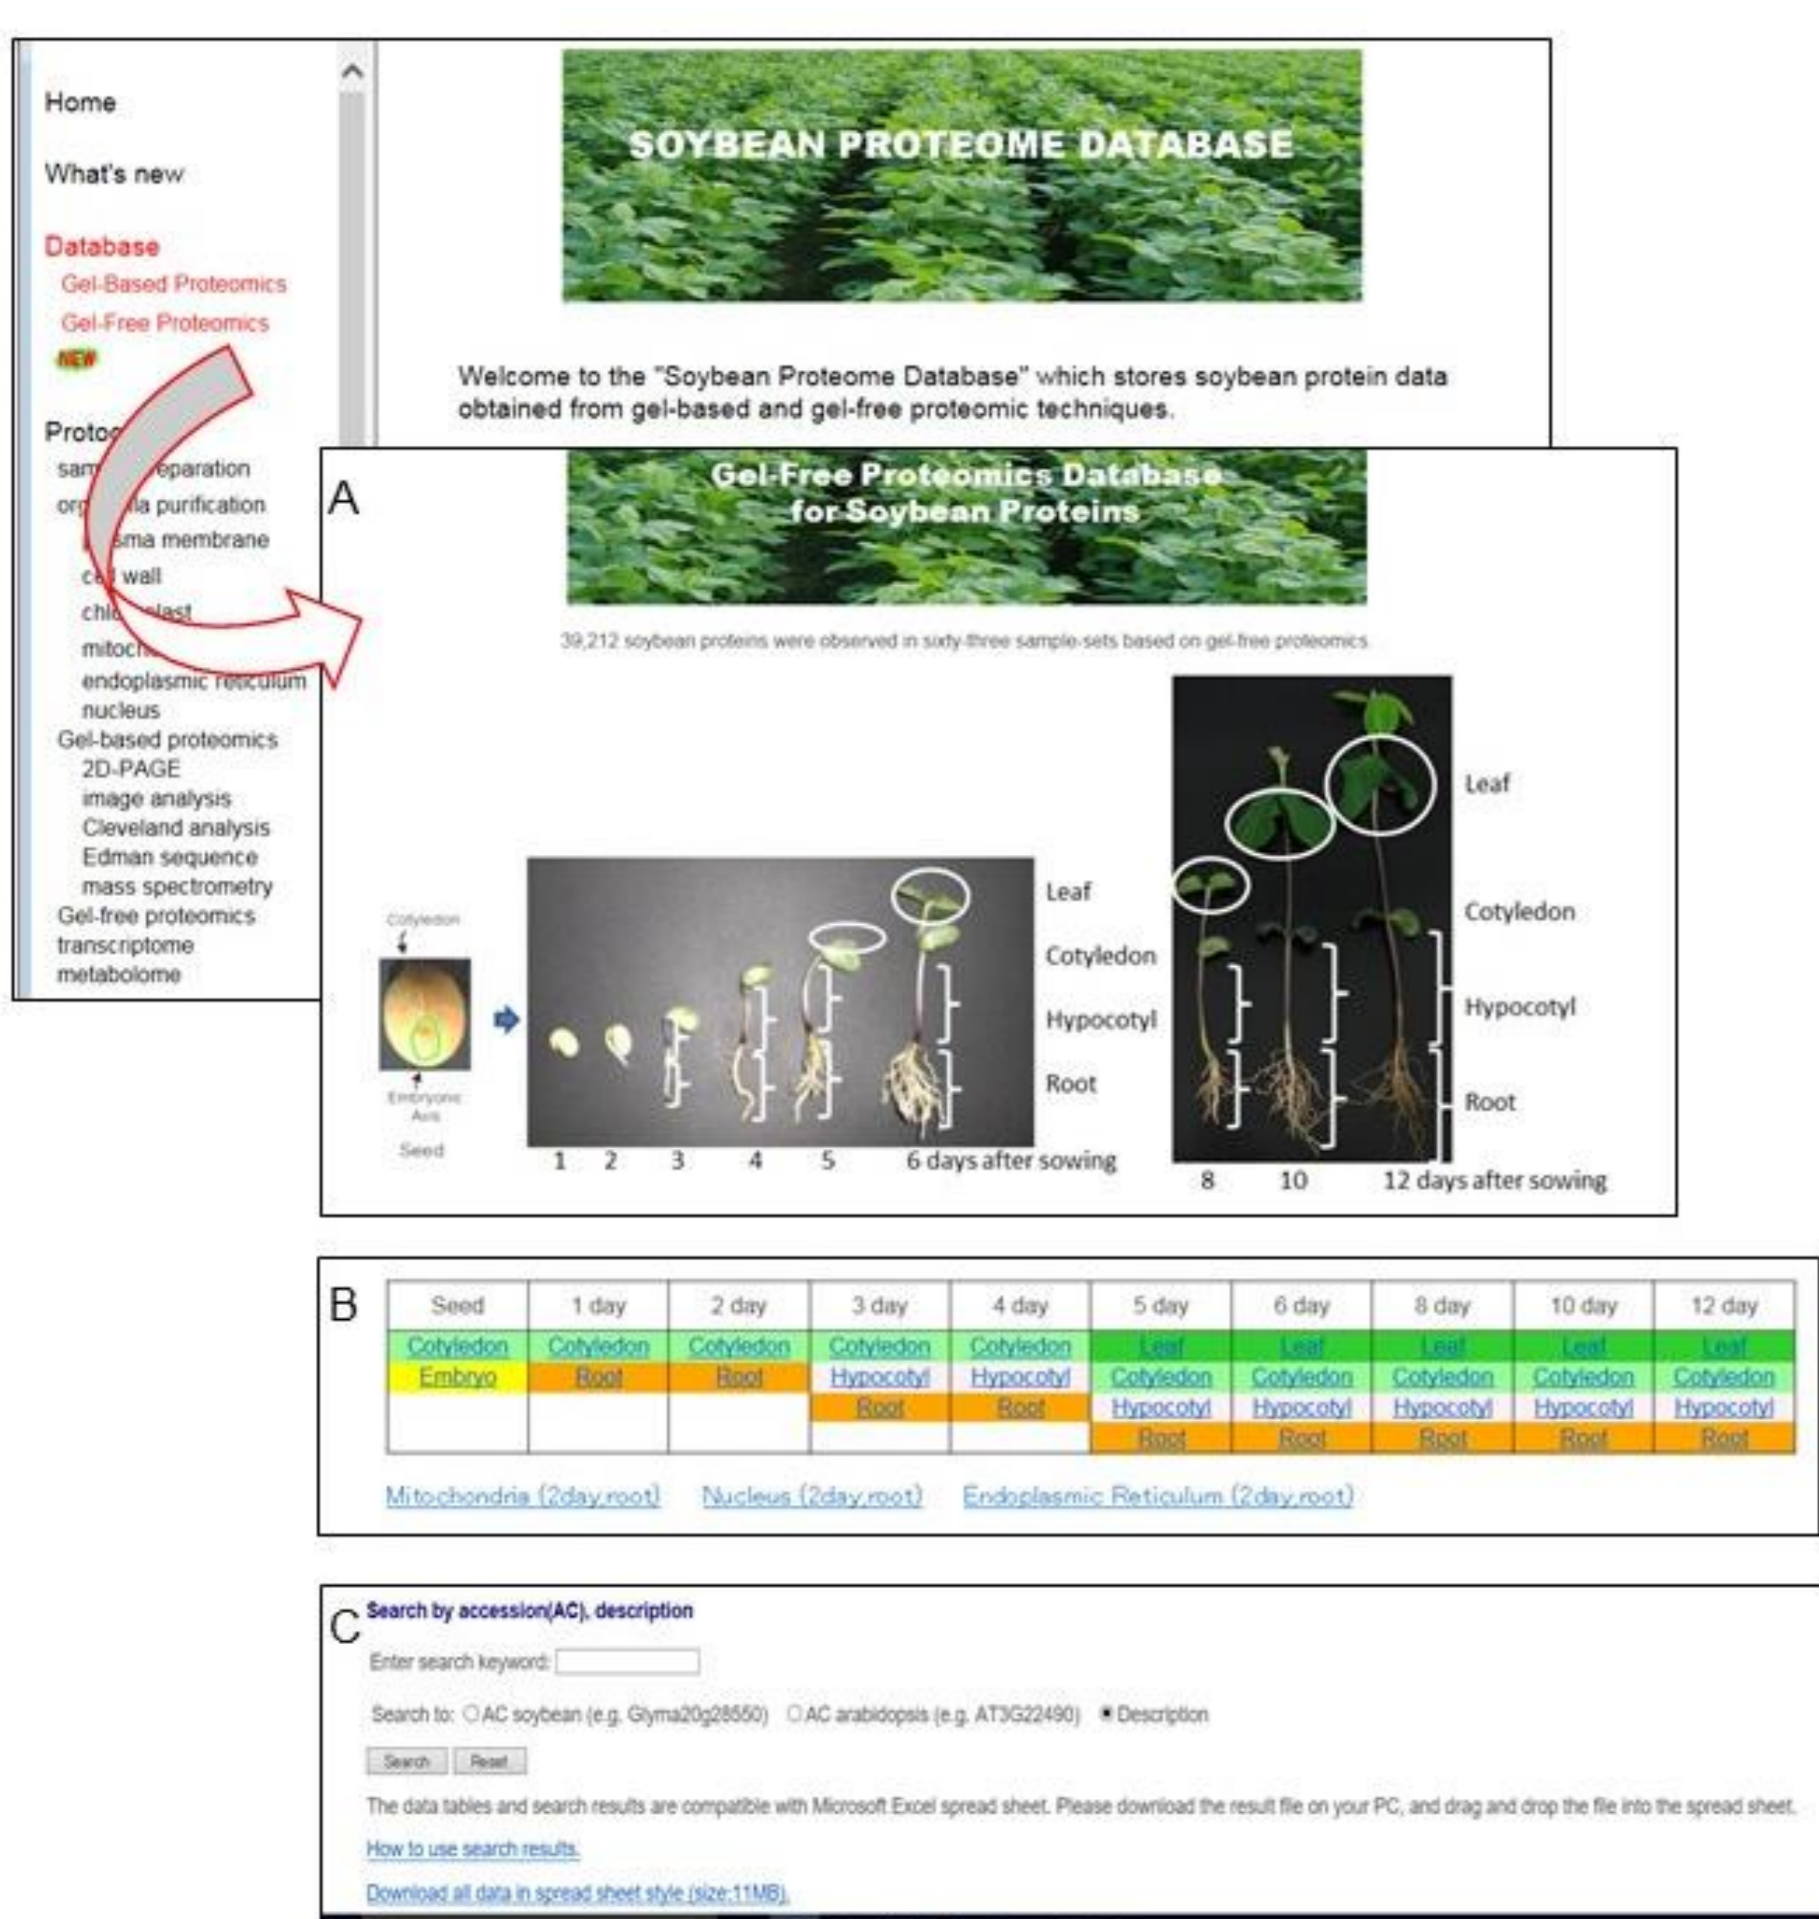 Home
What's new
Database
Gel-Based Proteomics
Gel-Free Proteomics
NEW
sam eparation
purification
sma membrane
wall
endoplasmic reticulum
nucleus
Gel-based proteomics
2D-PAGE
image analysis
Cleveland analysis
Edman sequence
mass spectrometry
Gel-free proteomics
transcriptome
metabolome
SOYBEAN PROTEOME DATABASE
Welcome to the "Soybean Proteome Database" which stores soybean protein data
obtained from gel-based and gel-free proteomic techniques.
A
Gel-Free Proteomics Database
for Soybean Proteins
39,212 soybean proteins were observed in sixty-three sample-sets based on gel-free proteomics.
Cotyledon
Embryonic
Axis
Seed
Leaf
Cotyledon
Hypocotyl
Root
1 2 3 4 5 6 days after sowing
Leaf
Cotyledon
Hypocotyl
Root
8 10 12 days after sowing
B
Seed 1 day 2 day 3 day 4 day 5 day 6 day 8 day 10 day 12 day
Cotyledon Cotyledon Cotyledon Cotyledon Cotyledon Leaf Leaf Leaf Leaf Leaf
Embryo Root Root Hypocotyl Hypocotyl Cotyledon Cotyledon Cotyledon Cotyledon Cotyledon
Root Root Hypocotyl Hypocotyl Hypocotyl Hypocotyl Hypocotyl
Root Root Root Root Root
Mitochondria (2day,root) Nucleus (2day,root) Endoplasmic Reticulum (2day,root)
C
Search by accession(AC), description
Enter search keyword:
Search to: AC soybean (e.g. Glyma20g28550) AC arabidopsis (e.g. AT3G22490) Description
Search Reset
The data tables and search results are compatible with Microsoft Excel spread sheet. Please download the result file on your PC, and drag and drop the file into the spread sheet.
How to use search results.
Download all data in spread sheet style (size:11MB).